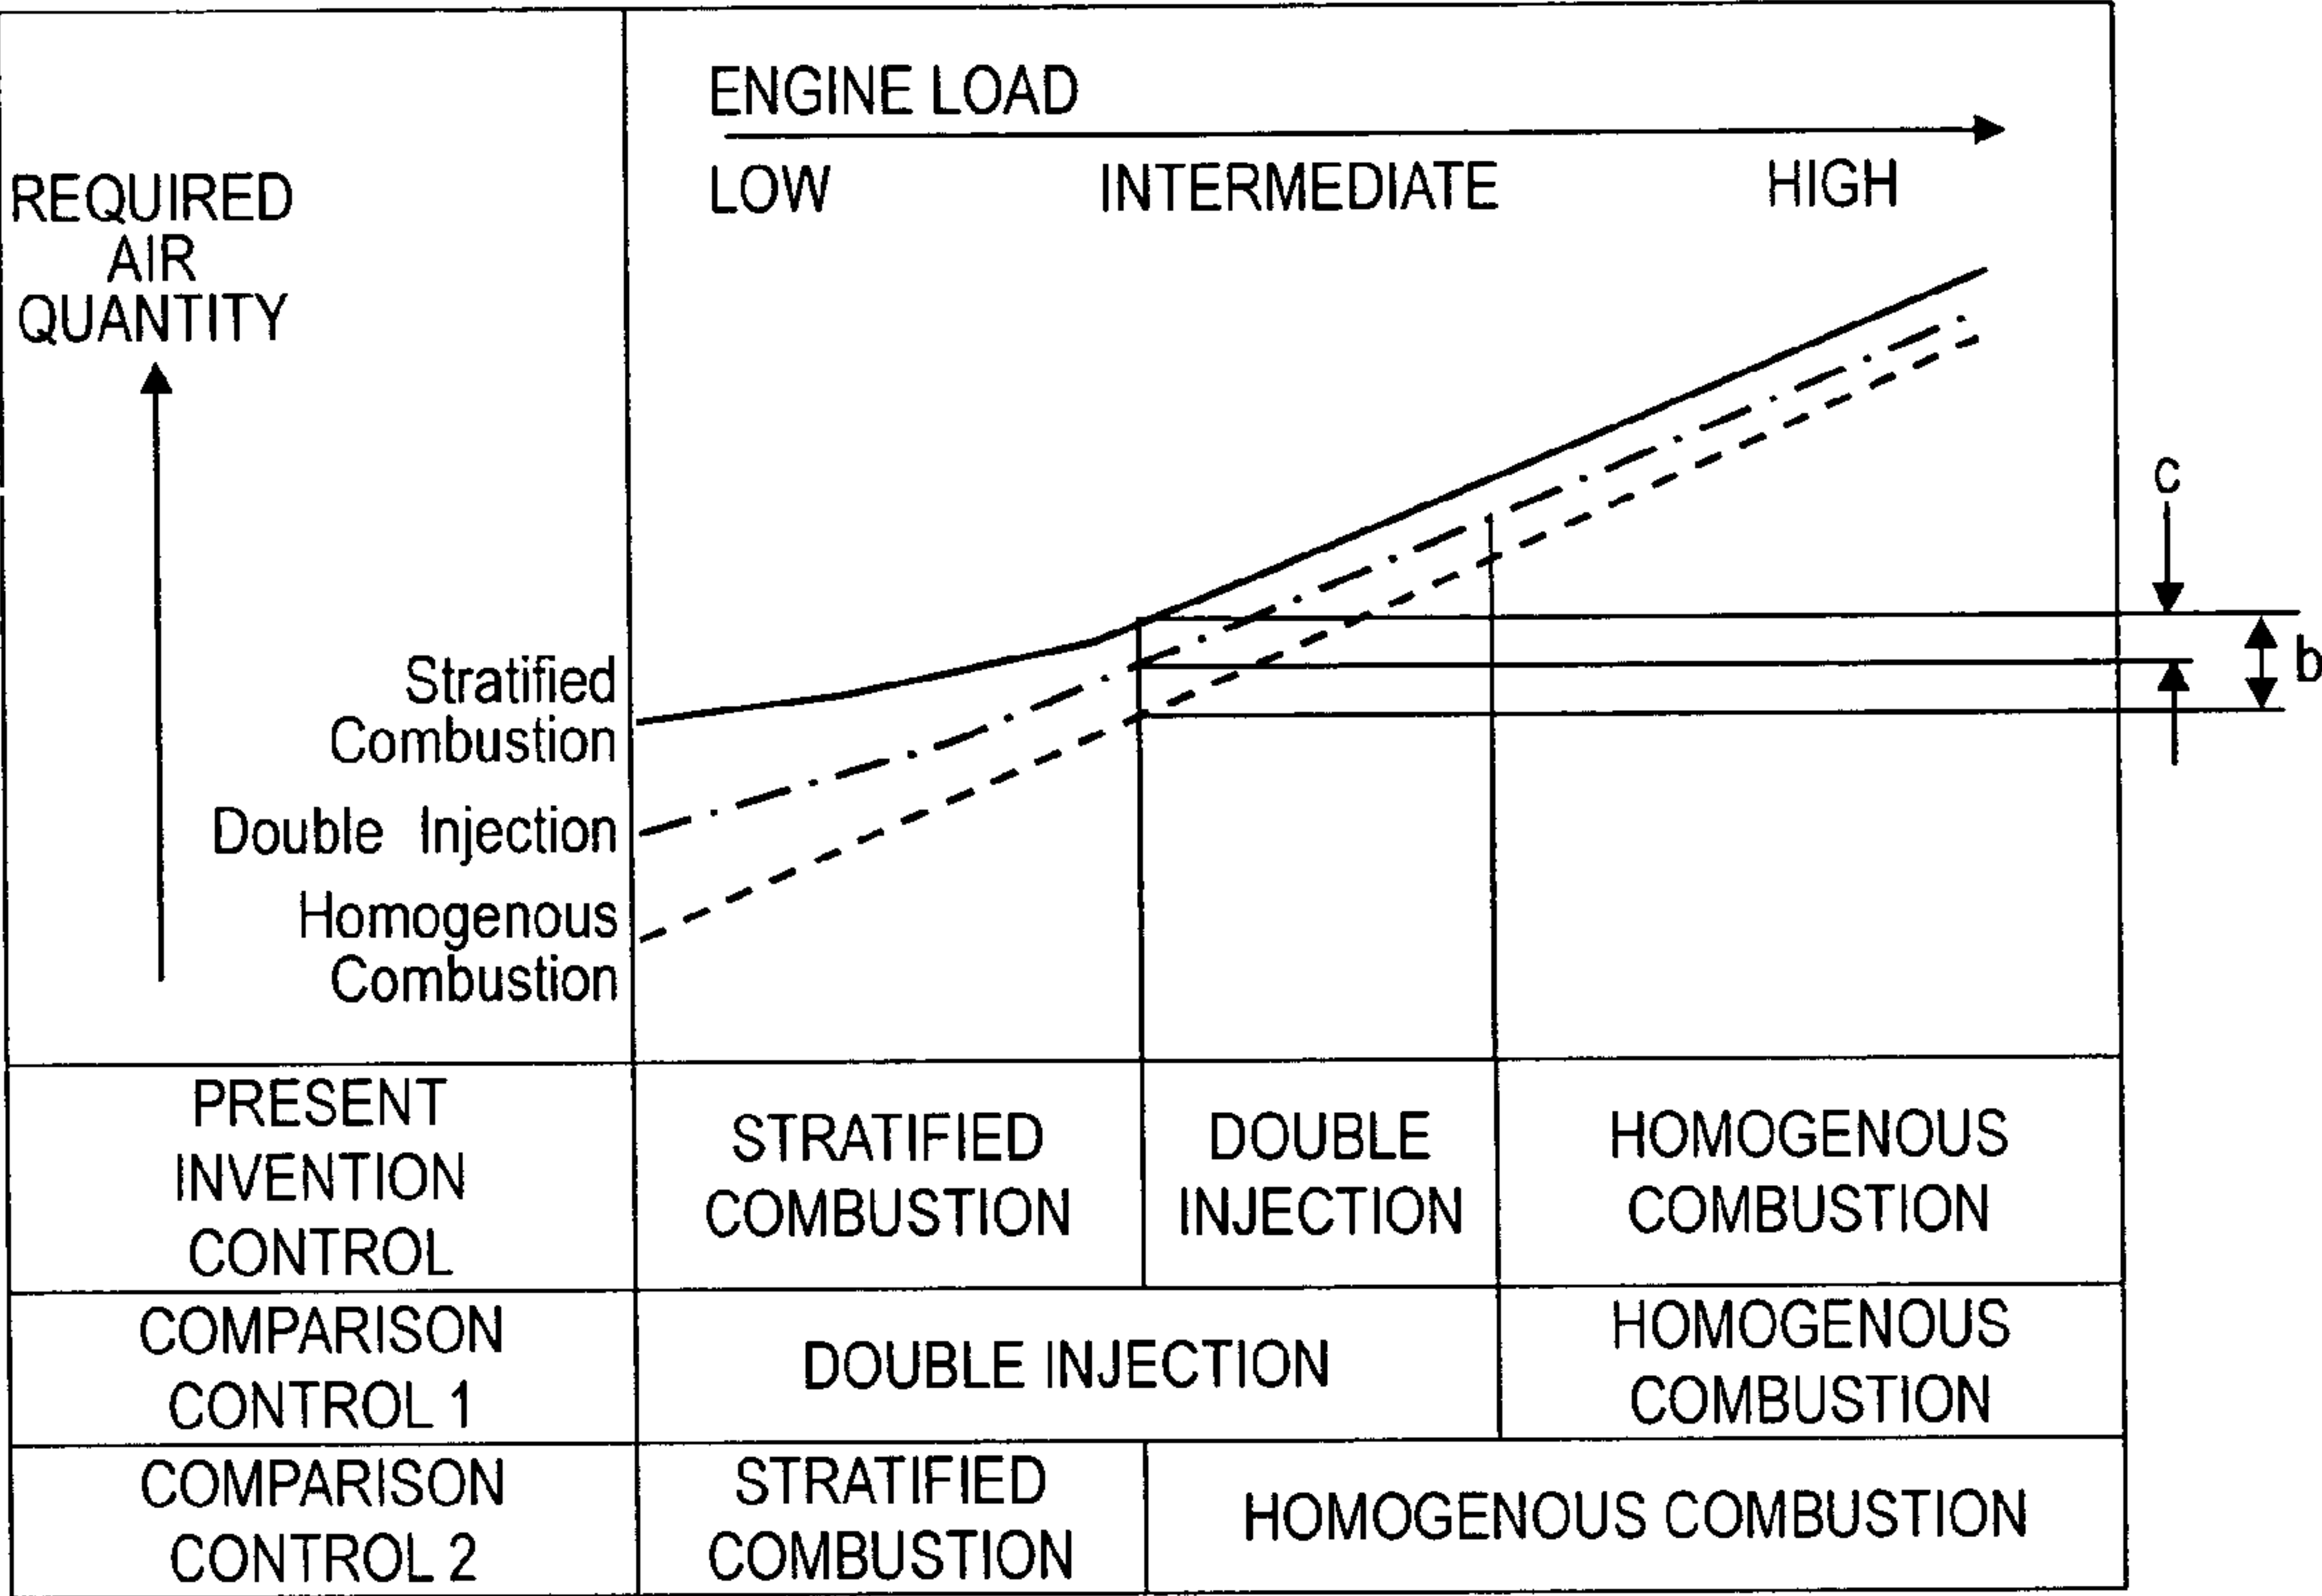 ENGINE LOAD
LOW INTERMEDIATE HIGH
REQUIRED
AIR
QUANTITY
c
b
Stratified
Combustion
Double Injection
Homogenous
Combustion
PRESENT
INVENTION
CONTROL
STRATIFIED
COMBUSTION
DOUBLE
INJECTION
HOMOGENOUS
COMBUSTION
COMPARISON
CONTROL 1
DOUBLE INJECTION
HOMOGENOUS
COMBUSTION
COMPARISON
CONTROL 2
STRATIFIED
COMBUSTION
HOMOGENOUS COMBUSTION